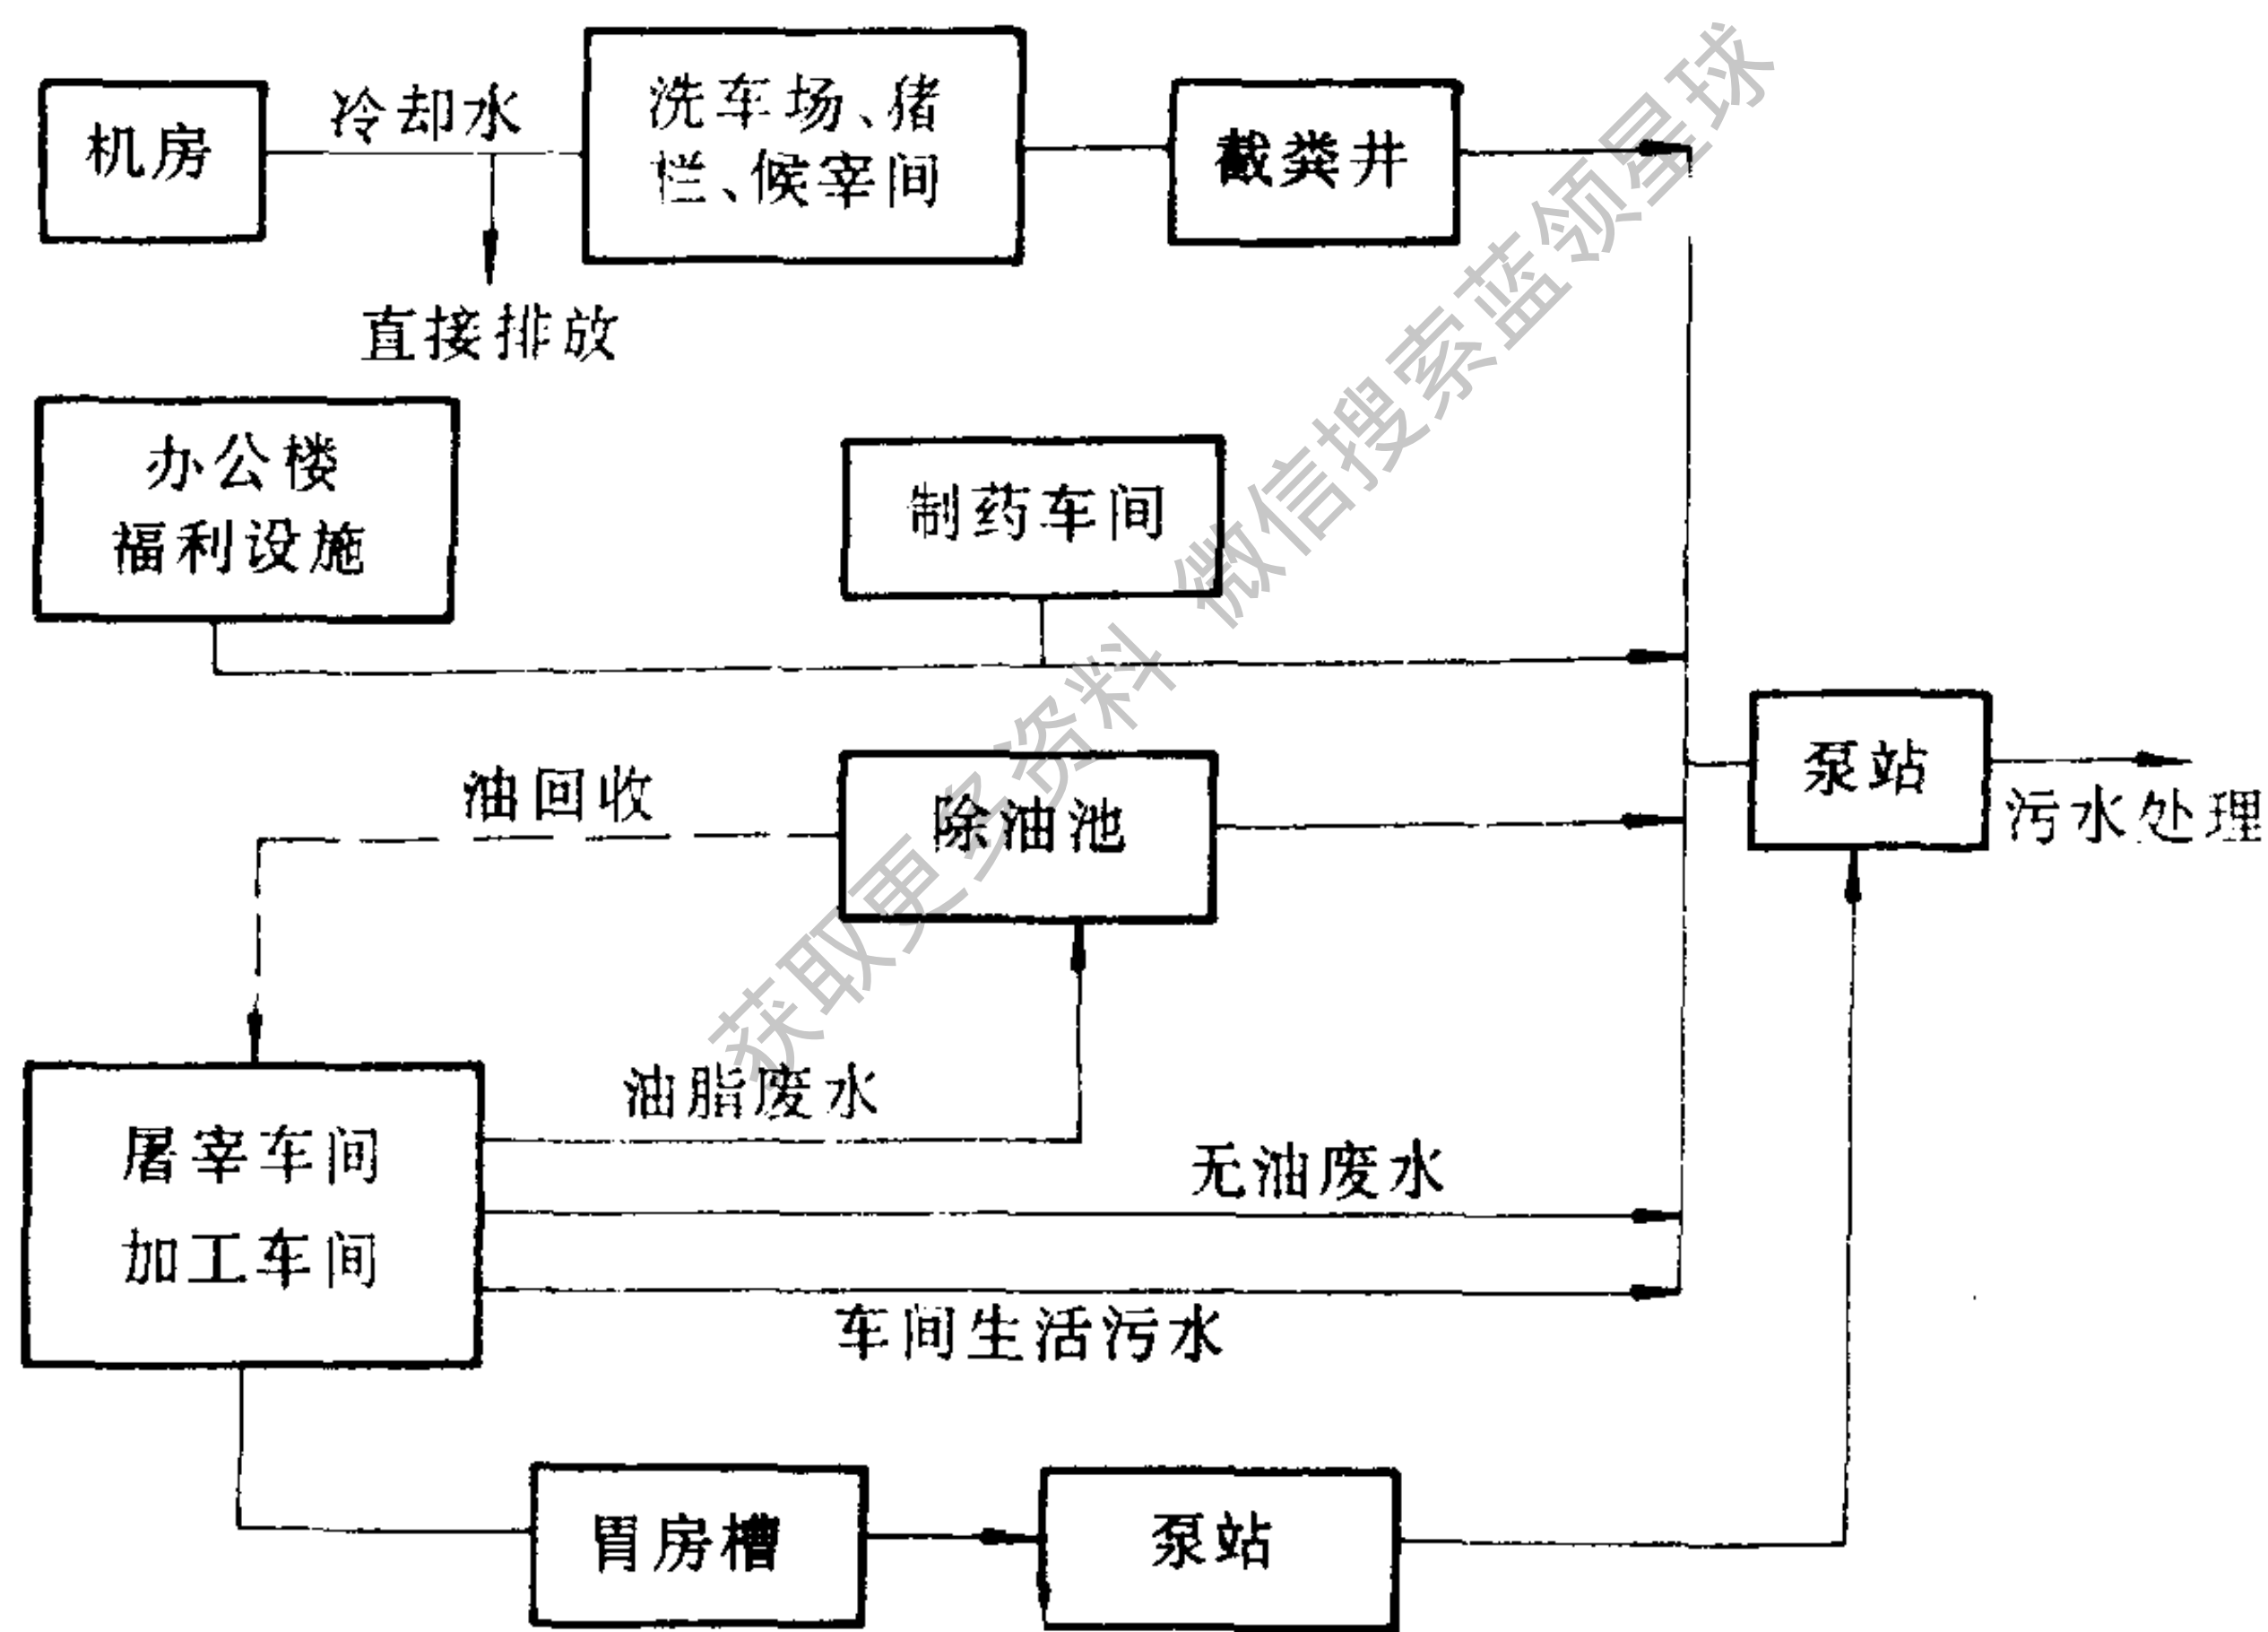 机房
冷却水
洗车场、猪
栏、候宰间
截粪井
直接排放
办公楼
福利设施
制药车间
油回收
除油池
泵站
污水处理
油脂废水
屠宰车间
加工车间
无油废水
车间生活污水
胃房槽
泵站
获取更多资料 微信搜索蓝领星球